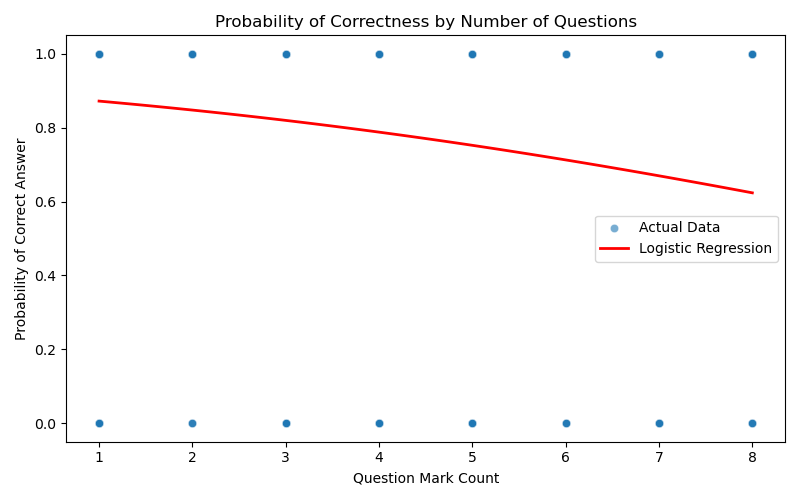 Probability of Correctness by Number of Questions
1.0
0.8
0.6
0.4
0.2
0.0
Probability of Correct Answer
Actual Data
Logistic Regression
1 2 3 4 5 6 7 8
Question Mark Count